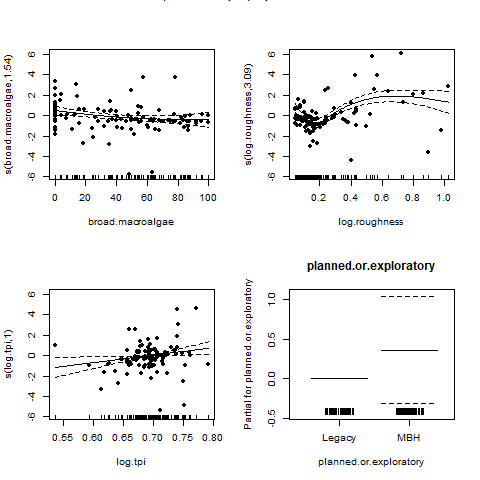 s(broad.macroalgae,1.54)
6
4
2
0
-2
-4
-6
0 20 40 60 80 100
broad.macroalgae
s(log.roughness,3.09)
6
4
2
0
-2
-4
-6
0.2 0.4 0.6 0.8 1.0
log.roughness
s(log.tpi,1)
6
4
2
0
-2
-4
-6
0.55 0.60 0.65 0.70 0.75 0.80
log.tpi
planned.or.exploratory
Partial for planned.or.exploratory
1.0
0.5
0.0
-0.5
Legacy MBH
planned.or.exploratory